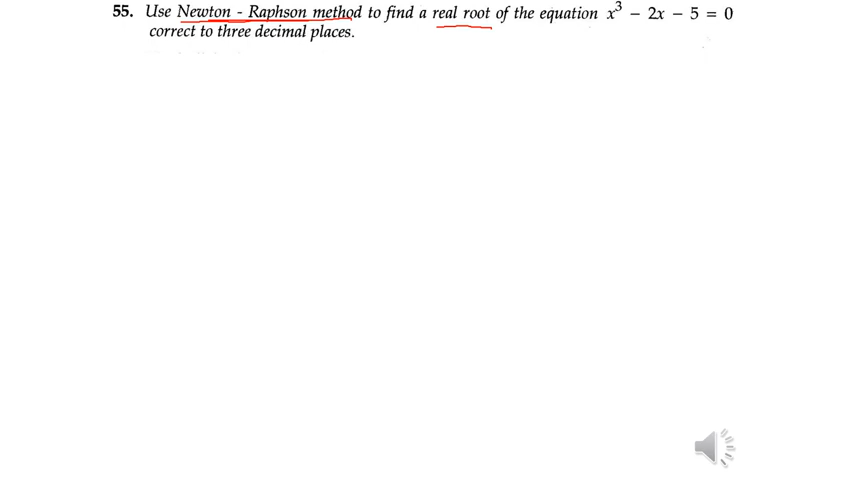 55. Use Newton - Raphson method to find a real root of the equation x³ − 2x − 5 = 0
correct to three decimal places.